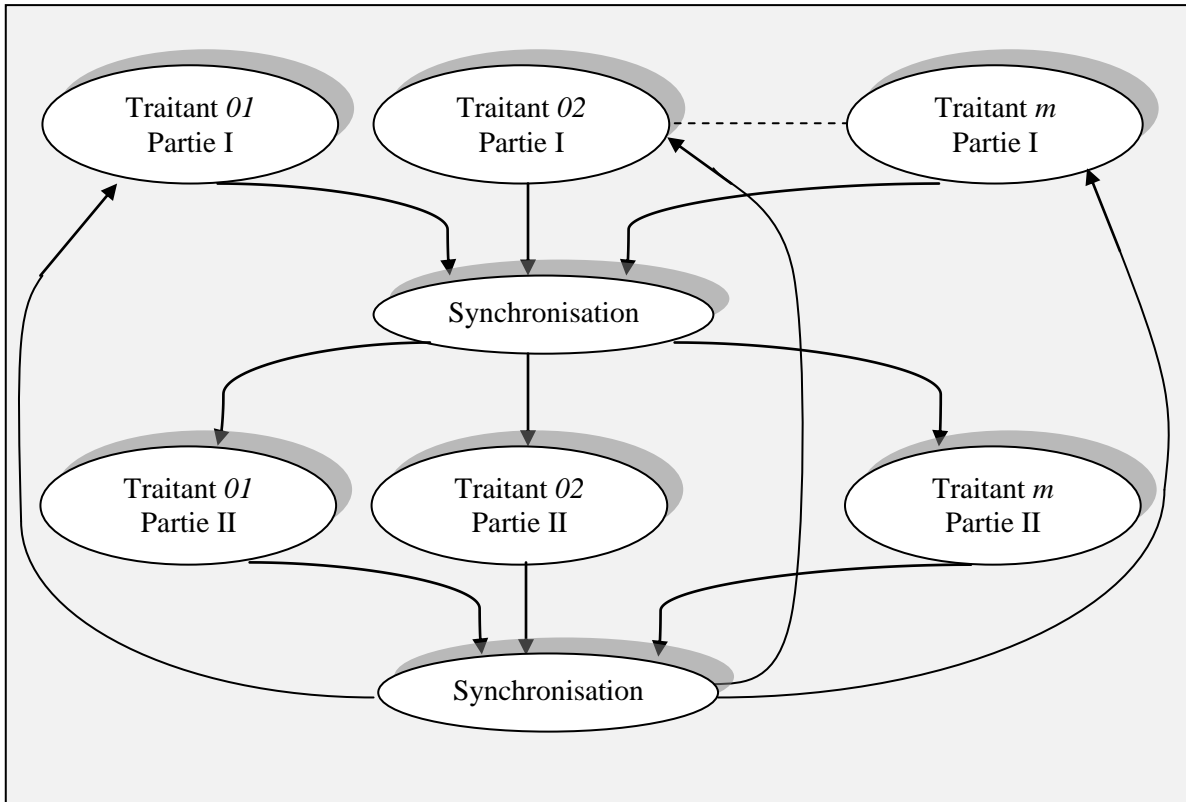 Traitant 01
Partie I
Traitant 02
Partie I
Traitant m
Partie I
Synchronisation
Traitant 01
Partie II
Traitant 02
Partie II
Traitant m
Partie II
Synchronisation